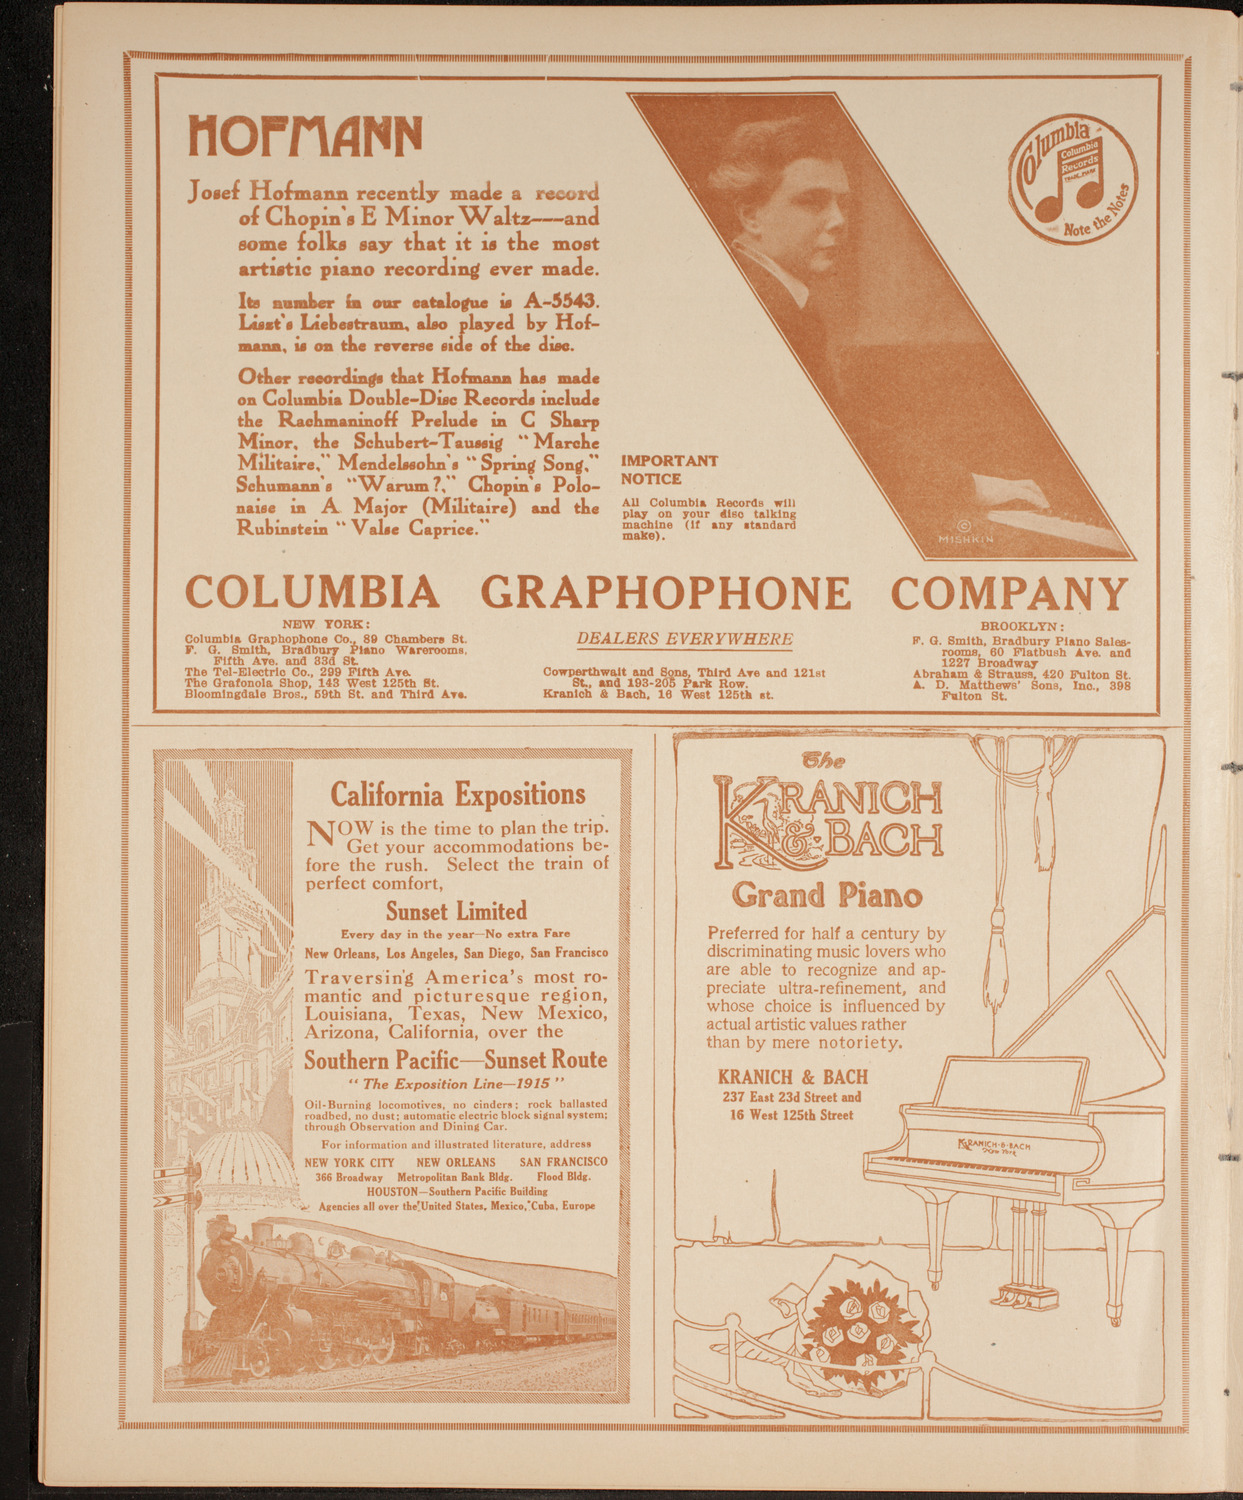 HOFMANN
Josef Hofmann recently made a record
of Chopin's E Minor Waltz—and
some folks say that it is the most
artistic piano recording ever made.
Its number in our catalogue is A-5543.
Liszt's Liebestraum, also played by Hof-
mann, is on the reverse side of the disc.
Other recordings that Hofmann has made
on Columbia Double-Disc Records include
the Rachmaninoff Prelude in C Sharp
Minor, the Schubert-Taussig "Marche
Militaire," Mendelssohn's "Spring Song,"
Schumann's "Warum?," Chopin's Polo-
naise in A Major (Militaire) and the
Rubinstein "Valse Caprice."
IMPORTANT
NOTICE
All Columbia Records will
play on your disc talking
machine (if any standard
make).
© 
MISHKIN
Columbia
Columbia
Records
TRADE MARK
Note the Notes
COLUMBIA GRAPHOPHONE COMPANY
NEW YORK:
Columbia Graphophone Co., 89 Chambers St.
F. G. Smith, Bradbury Piano Warerooms,
Fifth Ave. and 33d St.
The Tel-Electric Co., 299 Fifth Ave.
The Grafonola Shop, 143 West 125th St.
Bloomingdale Bros., 59th St. and Third Ave.
DEALERS EVERYWHERE
Cowperthwait and Sons, Third Ave and 121st
St., and 193-205 Park Row.
Kranich & Bach, 16 West 125th st.
BROOKLYN:
F. G. Smith, Bradbury Piano Sales-
rooms, 60 Flatbush Ave. and
1227 Broadway
Abraham & Strauss, 420 Fulton St.
A. D. Matthews' Sons, Inc., 398
Fulton St.
California Expositions
NOW is the time to plan the trip.
Get your accommodations be-
fore the rush. Select the train of
perfect comfort,
Sunset Limited
Every day in the year—No extra Fare
New Orleans, Los Angeles, San Diego, San Francisco
Traversing America's most ro-
mantic and picturesque region,
Louisiana, Texas, New Mexico,
Arizona, California, over the
Southern Pacific—Sunset Route
"The Exposition Line—1915"
Oil-Burning locomotives, no cinders; rock ballasted
roadbed, no dust; automatic electric block signal system;
through Observation and Dining Car.
For information and illustrated literature, address
NEW YORK CITY NEW ORLEANS SAN FRANCISCO
366 Broadway Metropolitan Bank Bldg. Flood Bldg.
HOUSTON—Southern Pacific Building
Agencies all over the United States, Mexico, Cuba, Europe
The
KRANICH
& BACH
Grand Piano
Preferred for half a century by
discriminating music lovers who
are able to recognize and ap-
preciate ultra-refinement, and
whose choice is influenced by
actual artistic values rather
than by mere notoriety.
KRANICH & BACH
237 East 23d Street and
16 West 125th Street
KRANICH & BACH
New York